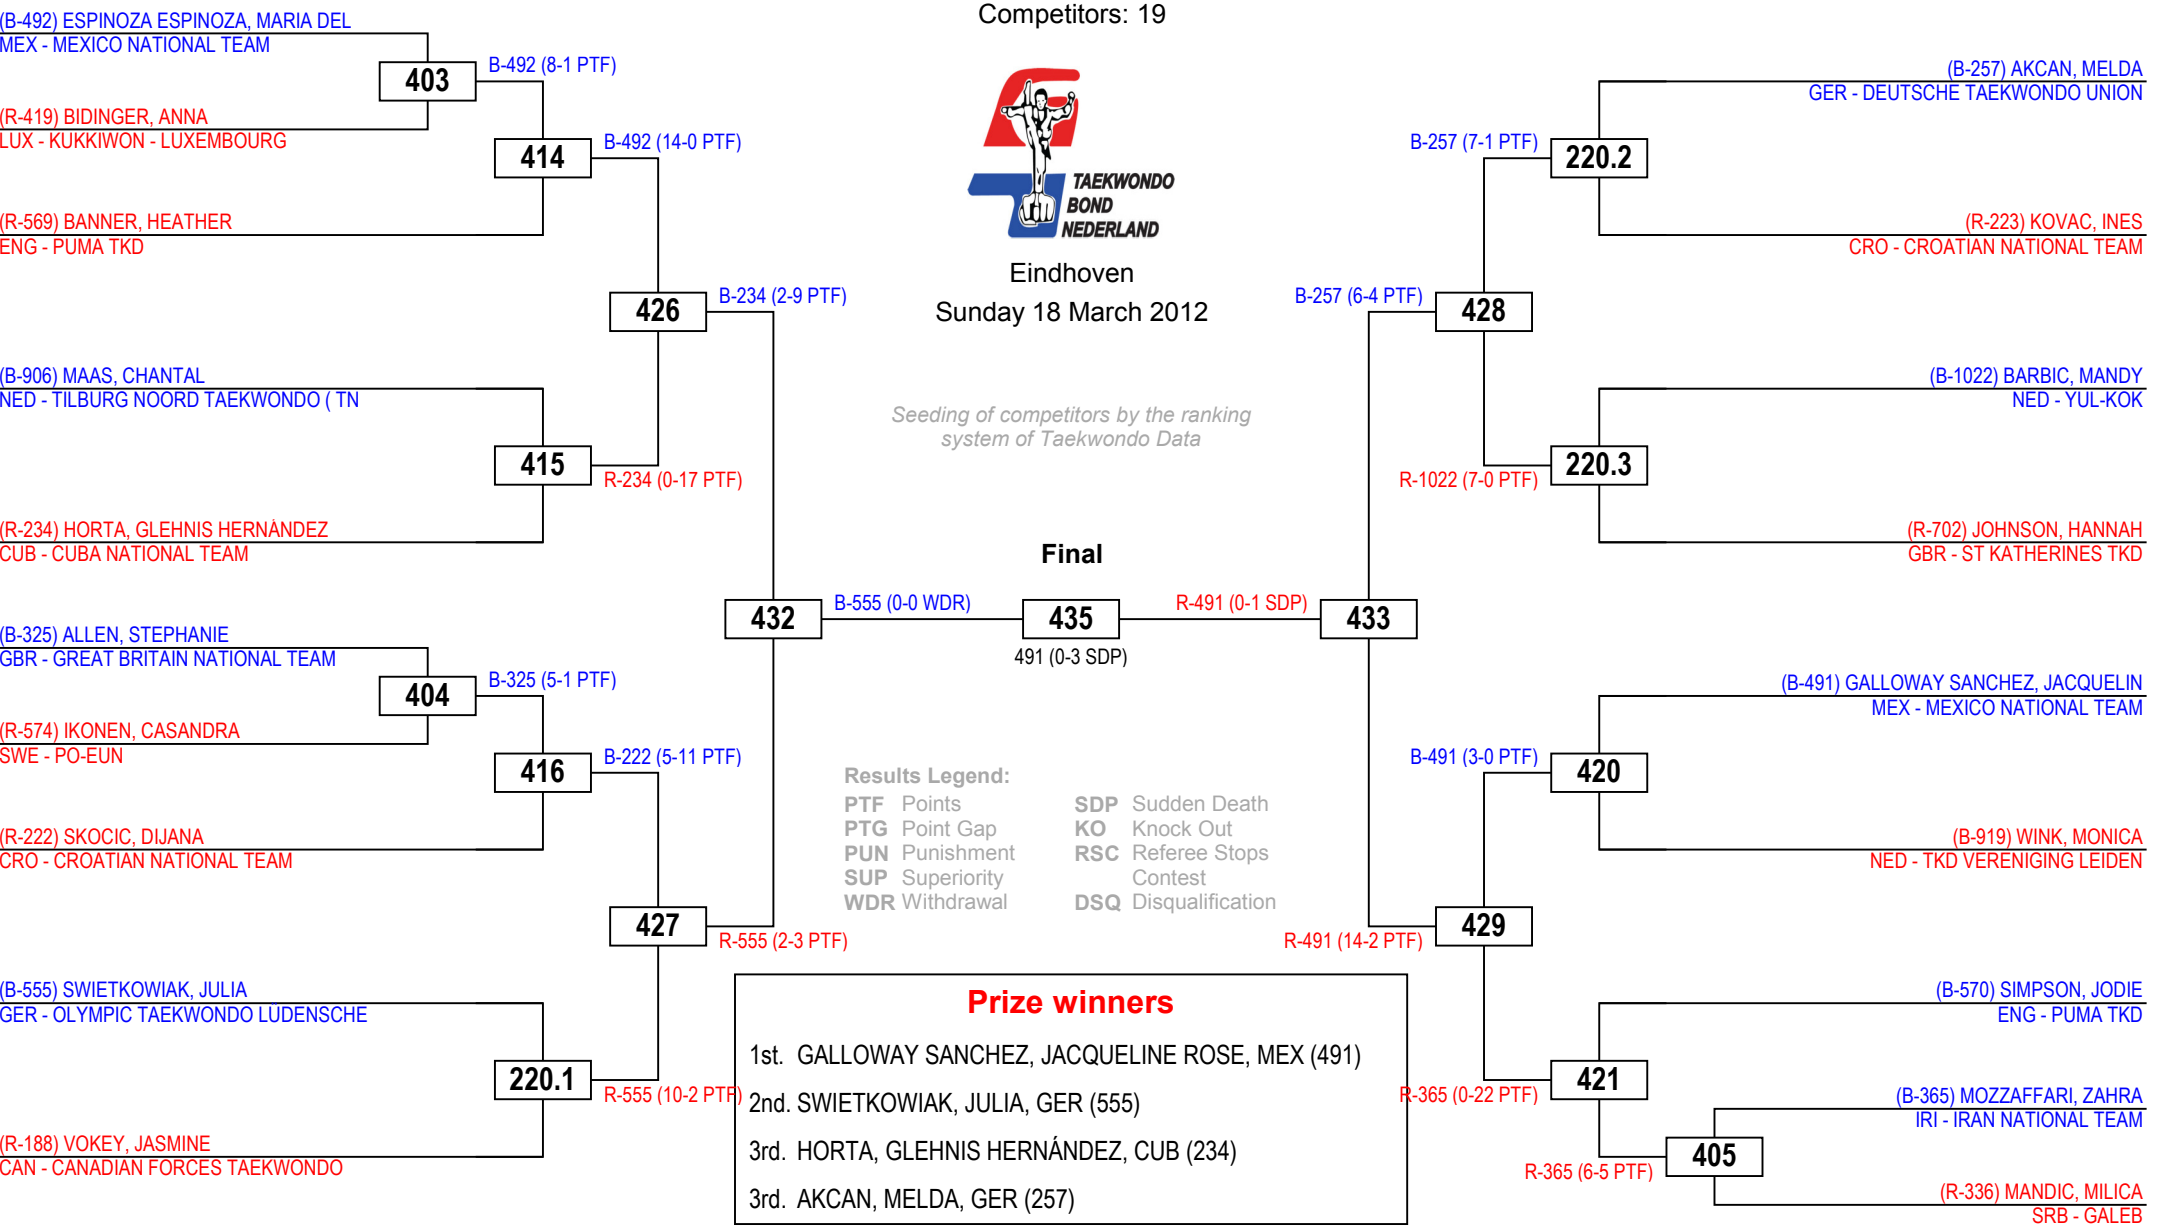 Competitors: 19
TAEKWONDO
BOND
NEDERLAND
Eindhoven
Sunday 18 March 2012
Seeding of competitors by the ranking
system of Taekwondo Data
(B-492) ESPINOZA ESPINOZA, MARIA DEL
MEX - MEXICO NATIONAL TEAM
403
B-492 (8-1 PTF)
(R-419) BIDINGER, ANNA
LUX - KUKKIWON - LUXEMBOURG
414
B-492 (14-0 PTF)
(R-569) BANNER, HEATHER
ENG - PUMA TKD
426
B-234 (2-9 PTF)
(B-906) MAAS, CHANTAL
NED - TILBURG NOORD TAEKWONDO ( TN
415
R-234 (0-17 PTF)
(R-234) HORTA, GLEHNIS HERNÁNDEZ
CUB - CUBA NATIONAL TEAM
432
B-555 (0-0 WDR)
(B-325) ALLEN, STEPHANIE
GBR - GREAT BRITAIN NATIONAL TEAM
404
B-325 (5-1 PTF)
(R-574) IKONEN, CASANDRA
SWE - PO-EUN
416
B-222 (5-11 PTF)
(R-222) SKOCIC, DIJANA
CRO - CROATIAN NATIONAL TEAM
427
R-555 (2-3 PTF)
(B-555) SWIETKOWIAK, JULIA
GER - OLYMPIC TAEKWONDO LÜDENSCHE
220.1
R-555 (10-2 PTF)
(R-188) VOKEY, JASMINE
CAN - CANADIAN FORCES TAEKWONDO
Final
435
491 (0-3 SDP)
(B-257) AKCAN, MELDA
GER - DEUTSCHE TAEKWONDO UNION
B-257 (7-1 PTF)
220.2
(R-223) KOVAC, INES
CRO - CROATIAN NATIONAL TEAM
B-257 (6-4 PTF)
428
(B-1022) BARBIC, MANDY
NED - YUL-KOK
220.3
R-1022 (7-0 PTF)
(R-702) JOHNSON, HANNAH
GBR - ST KATHERINES TKD
R-491 (0-1 SDP)
433
(B-491) GALLOWAY SANCHEZ, JACQUELIN
MEX - MEXICO NATIONAL TEAM
B-491 (3-0 PTF)
420
(B-919) WINK, MONICA
NED - TKD VERENIGING LEIDEN
429
R-491 (14-2 PTF)
(B-570) SIMPSON, JODIE
ENG - PUMA TKD
421
R-365 (0-22 PTF)
(B-365) MOZZAFFARI, ZAHRA
IRI - IRAN NATIONAL TEAM
405
R-365 (6-5 PTF)
(R-336) MANDIC, MILICA
SRB - GALEB
Results Legend:
PTF Points SDP Sudden Death
PTG Point Gap KO Knock Out
PUN Punishment RSC Referee Stops
SUP Superiority Contest
WDR Withdrawal DSQ Disqualification
Prize winners
1st. GALLOWAY SANCHEZ, JACQUELINE ROSE, MEX (491)
2nd. SWIETKOWIAK, JULIA, GER (555)
3rd. HORTA, GLEHNIS HERNÁNDEZ, CUB (234)
3rd. AKCAN, MELDA, GER (257)